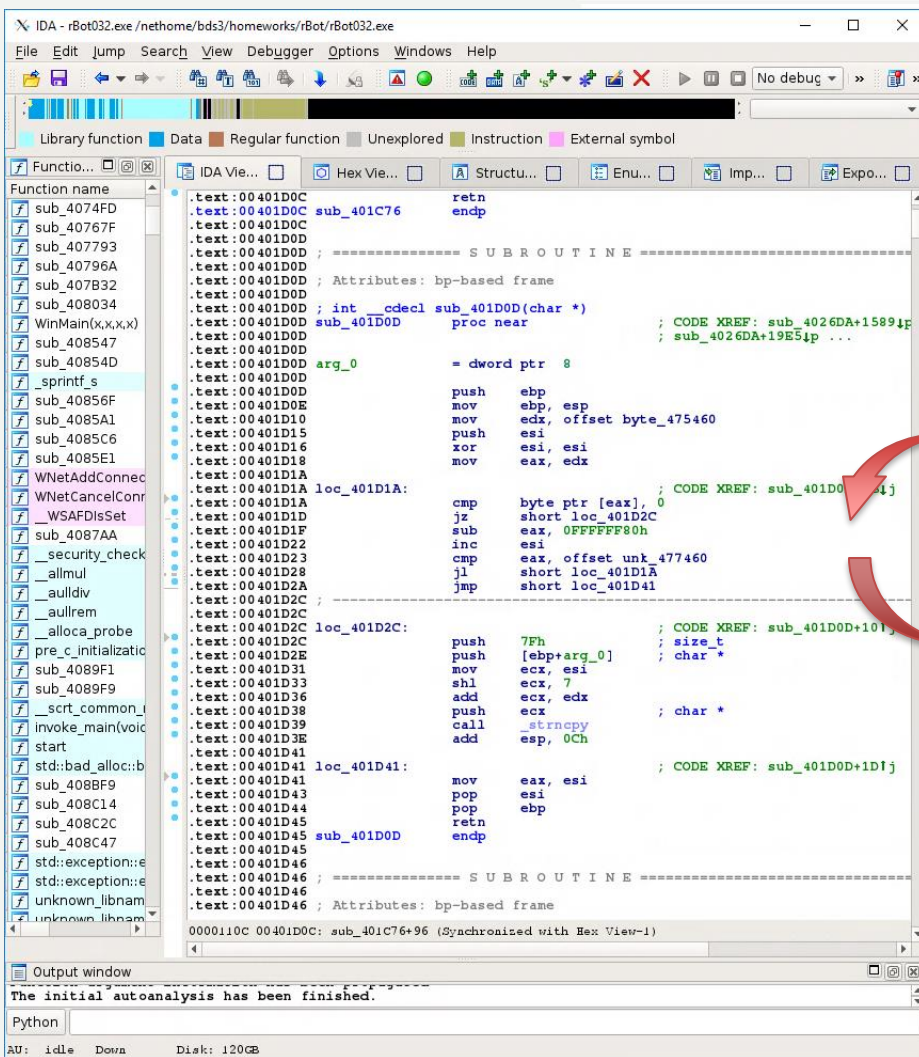 IDA - rBot032.exe /nethome/bds3/homeworks/rBot/rBot032.exe
File Edit Jump Search View Debugger Options Windows Help
No debug
Library function Data Regular function Unexplored Instruction External symbol
Functio...
IDA Vie... Hex Vie... Structu... Enu... Imp... Expo...
Function name
sub_4074FD
sub_40767F
sub_407793
sub_40796A
sub_407B32
sub_408034
WinMain(x,x,x,x)
sub_408547
sub_40854D
_sprintf_s
sub_40856F
sub_4085A1
sub_4085C6
sub_4085E1
WNetAddConnec
WNetCancelConr
__WSAFDIsSet
sub_4087AA
__security_check
__allmul
__aulldiv
__aullrem
__alloca_probe
pre_c_initializatio
sub_4089F1
sub_4089F9
__scrt_common_
invoke_main(voic
start
std::bad_alloc::b
sub_408BF9
sub_408C14
sub_408C2C
sub_408C47
std::exception::e
std::exception::e
unknown_libnam
unknown_libnam
.text:00401D0C retn
.text:00401D0C sub_401C76 endp
.text:00401D0C
.text:00401D0D
.text:00401D0D ; =============== S U B R O U T I N E =================================
.text:00401D0D
.text:00401D0D ; Attributes: bp-based frame
.text:00401D0D
.text:00401D0D ; int __cdecl sub_401D0D(char *)
.text:00401D0D sub_401D0D proc near ; CODE XREF: sub_4026DA+1589↓p
.text:00401D0D ; sub_4026DA+19E5↓p ...
.text:00401D0D
.text:00401D0D arg_0 = dword ptr 8
.text:00401D0D
.text:00401D0D push ebp
.text:00401D0E mov ebp, esp
.text:00401D10 mov edx, offset byte_475460
.text:00401D15 push esi
.text:00401D16 xor esi, esi
.text:00401D18 mov eax, edx
.text:00401D1A
.text:00401D1A loc_401D1A: ; CODE XREF: ↓j
.text:00401D1A cmp byte ptr [eax], 0
.text:00401D1D jz short loc_401D2C
.text:00401D1F sub eax, 0FFFFFF80h
.text:00401D22 inc esi
.text:00401D23 cmp eax, offset unk_477460
.text:00401D28 jl short loc_401D1A
.text:00401D2A jmp short loc_401D41
.text:00401D2C ; ---------------------------------------------------------------------------
.text:00401D2C
.text:00401D2C loc_401D2C: ; CODE XREF: sub_401D0D+10↑j
.text:00401D2C push 7Fh ; size_t
.text:00401D2E push [ebp+arg_0] ; char *
.text:00401D31 mov ecx, esi
.text:00401D33 shl ecx, 7
.text:00401D36 add ecx, edx
.text:00401D38 push ecx ; char *
.text:00401D39 call _strncpy
.text:00401D3E add esp, 0Ch
.text:00401D41
.text:00401D41 loc_401D41: ; CODE XREF: sub_401D0D+1D↑j
.text:00401D41 mov eax, esi
.text:00401D43 pop esi
.text:00401D44 pop ebp
.text:00401D45 retn
.text:00401D45 sub_401D0D endp
.text:00401D45
.text:00401D46
.text:00401D46 ; =============== S U B R O U T I N E =================================
.text:00401D46
.text:00401D46 ; Attributes: bp-based frame
0000110C 00401D0C: sub_401C76+96 (Synchronized with Hex View-1)
Output window
The initial autoanalysis has been finished.
Python
AU: idle Down Disk: 120GB